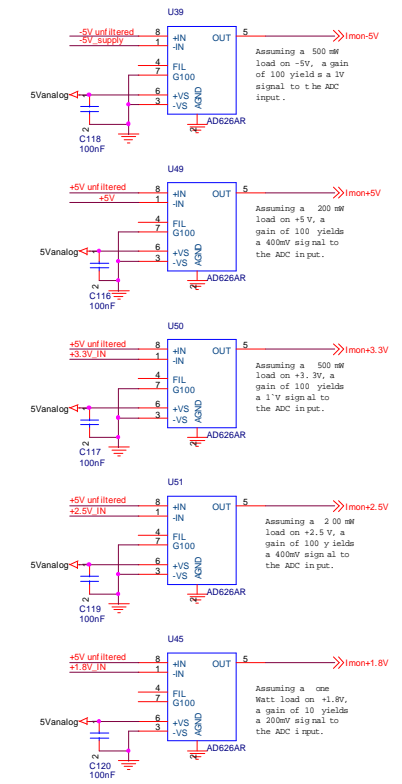 U39
-5V unfiltered 8 +IN OUT 5 Imon-5V
-5V_supply 1 -IN
4 FIL
7 G100
5Vanalog 6 +VS AGND
3 -VS
2
AD626AR
2
C118
100nF
Assuming a 500 mW
load on -5V, a gain
of 100 yields a 1V
signal to the ADC
input.
U49
+5V unfiltered 8 +IN OUT 5 Imon+5V
+5V 1 -IN
4 FIL
7 G100
5Vanalog 6 +VS AGND
3 -VS
2
AD626AR
2
C116
100nF
Assuming a 200 mW
load on +5V, a
gain of 100 yields
a 400mV signal to
the ADC input.
U50
+5V unfiltered 8 +IN OUT 5 Imon+3.3V
+3.3V_IN 1 -IN
4 FIL
7 G100
5Vanalog 6 +VS AGND
3 -VS
2
AD626AR
2
C117
100nF
Assuming a 500 mW
load on +3.3V, a
gain of 100 yields
a 1`V signal to
the ADC input.
U51
+5V unfiltered 8 +IN OUT 5 Imon+2.5V
+2.5V_IN 1 -IN
4 FIL
7 G100
5Vanalog 6 +VS AGND
3 -VS
2
AD626AR
2
C119
100nF
Assuming a 200 mW
load on +2.5V, a
gain of 100 yields
a 400mV signal to
the ADC input.
U45
+5V unfiltered 8 +IN OUT 5 Imon+1.8V
+1.8V_IN 1 -IN
4 FIL
7 G100
5Vanalog 6 +VS AGND
3 -VS
2
AD626AR
2
C120
100nF
Assuming a one
Watt load on +1.8V,
a gain of 10 yields
a 200mV signal to
the ADC input.